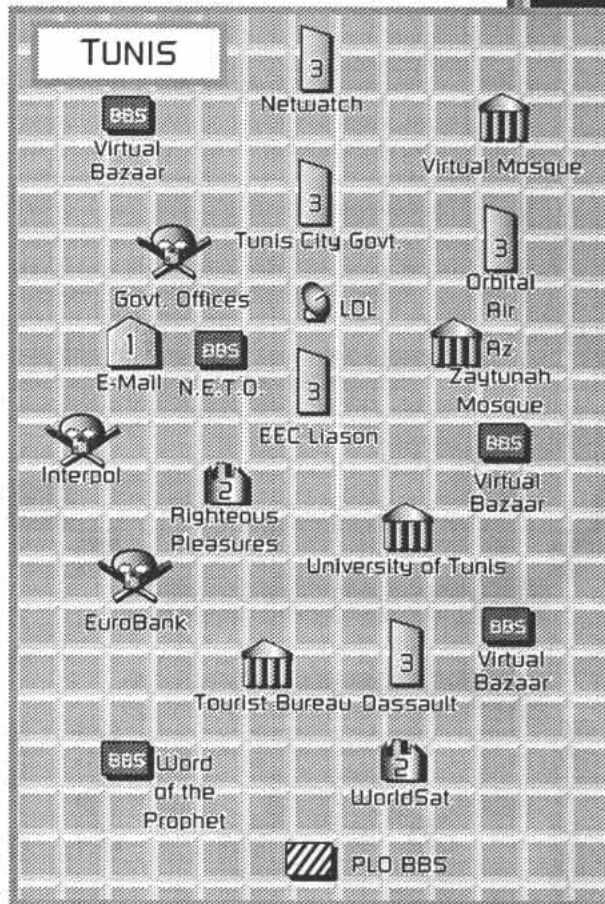 TUNIS
3
Netwatch
BBS
Virtual
Bazaar
Virtual Mosque
3
Tunis City Govt.
Govt. Offices
3
Orbital
Air
LDL
1
E-Mail
BBS
N.E.T.O.
3
EEC Liason
Az
Zaytunah
Mosque
Interpol
2
Righteous
Pleasures
BBS
Virtual
Bazaar
University of Tunis
EuroBank
Tourist Bureau
3
Dassault
BBS
Virtual
Bazaar
BBS
Word
of the
Prophet
2
WorldSat
PLO BBS